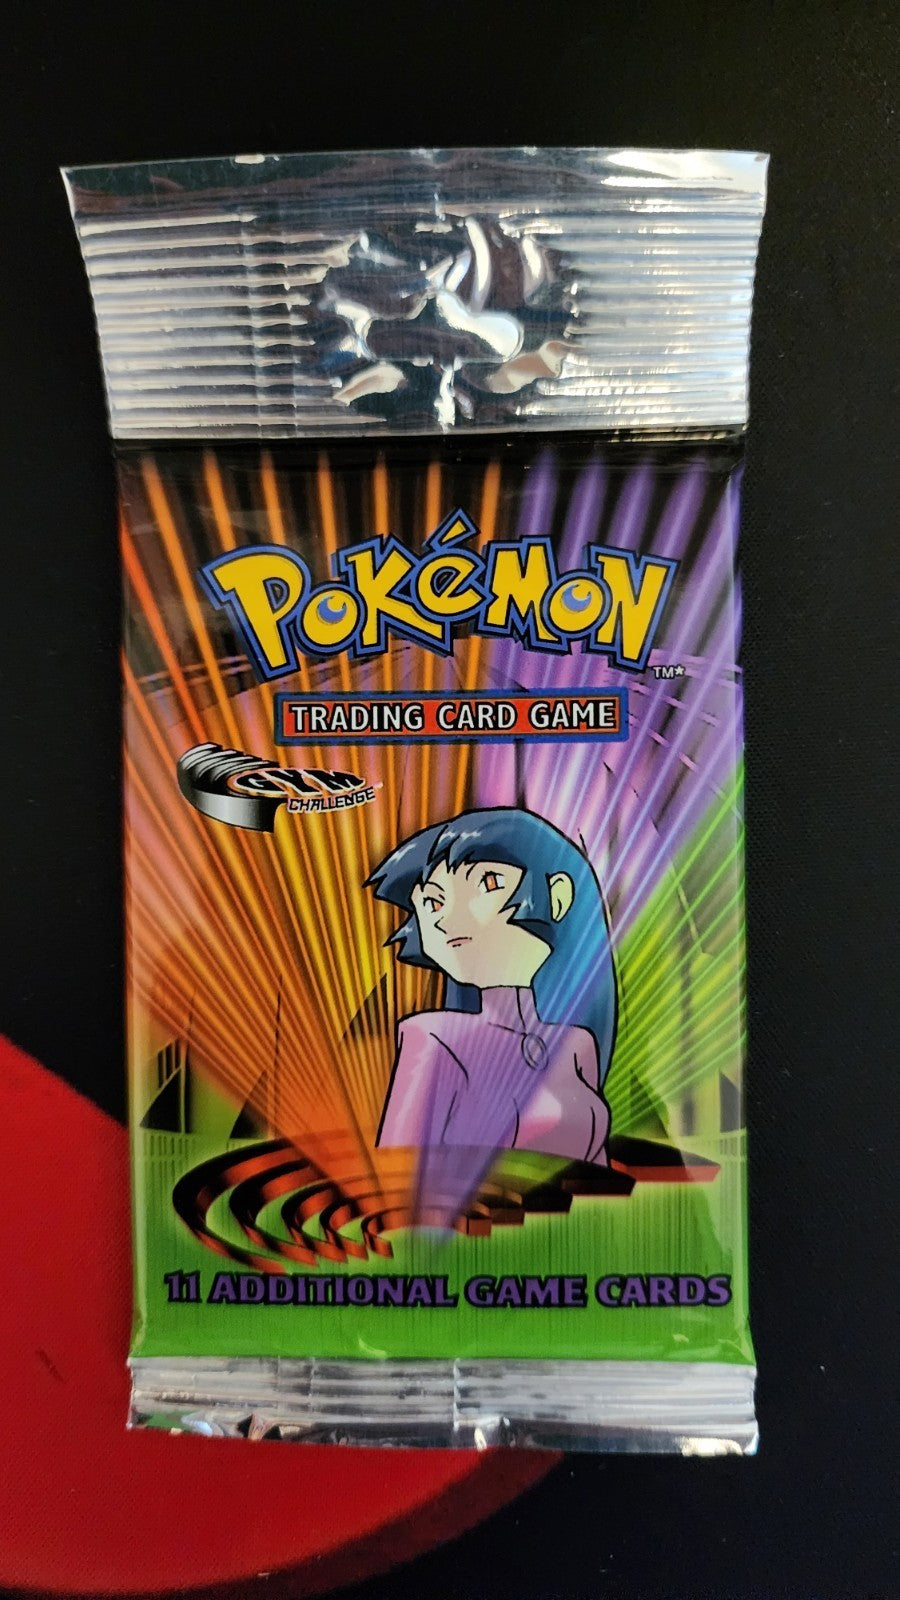 POKéMON
TM*
TRADING CARD GAME
GYM
CHALLENGE
11 ADDITIONAL GAME CARDS